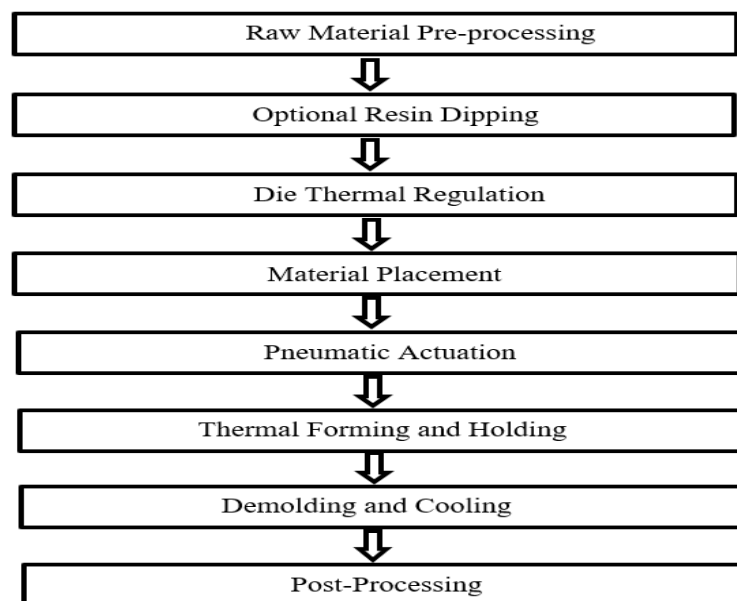 Raw Material Pre-processing
Optional Resin Dipping
Die Thermal Regulation
Material Placement
Pneumatic Actuation
Thermal Forming and Holding
Demolding and Cooling
Post-Processing